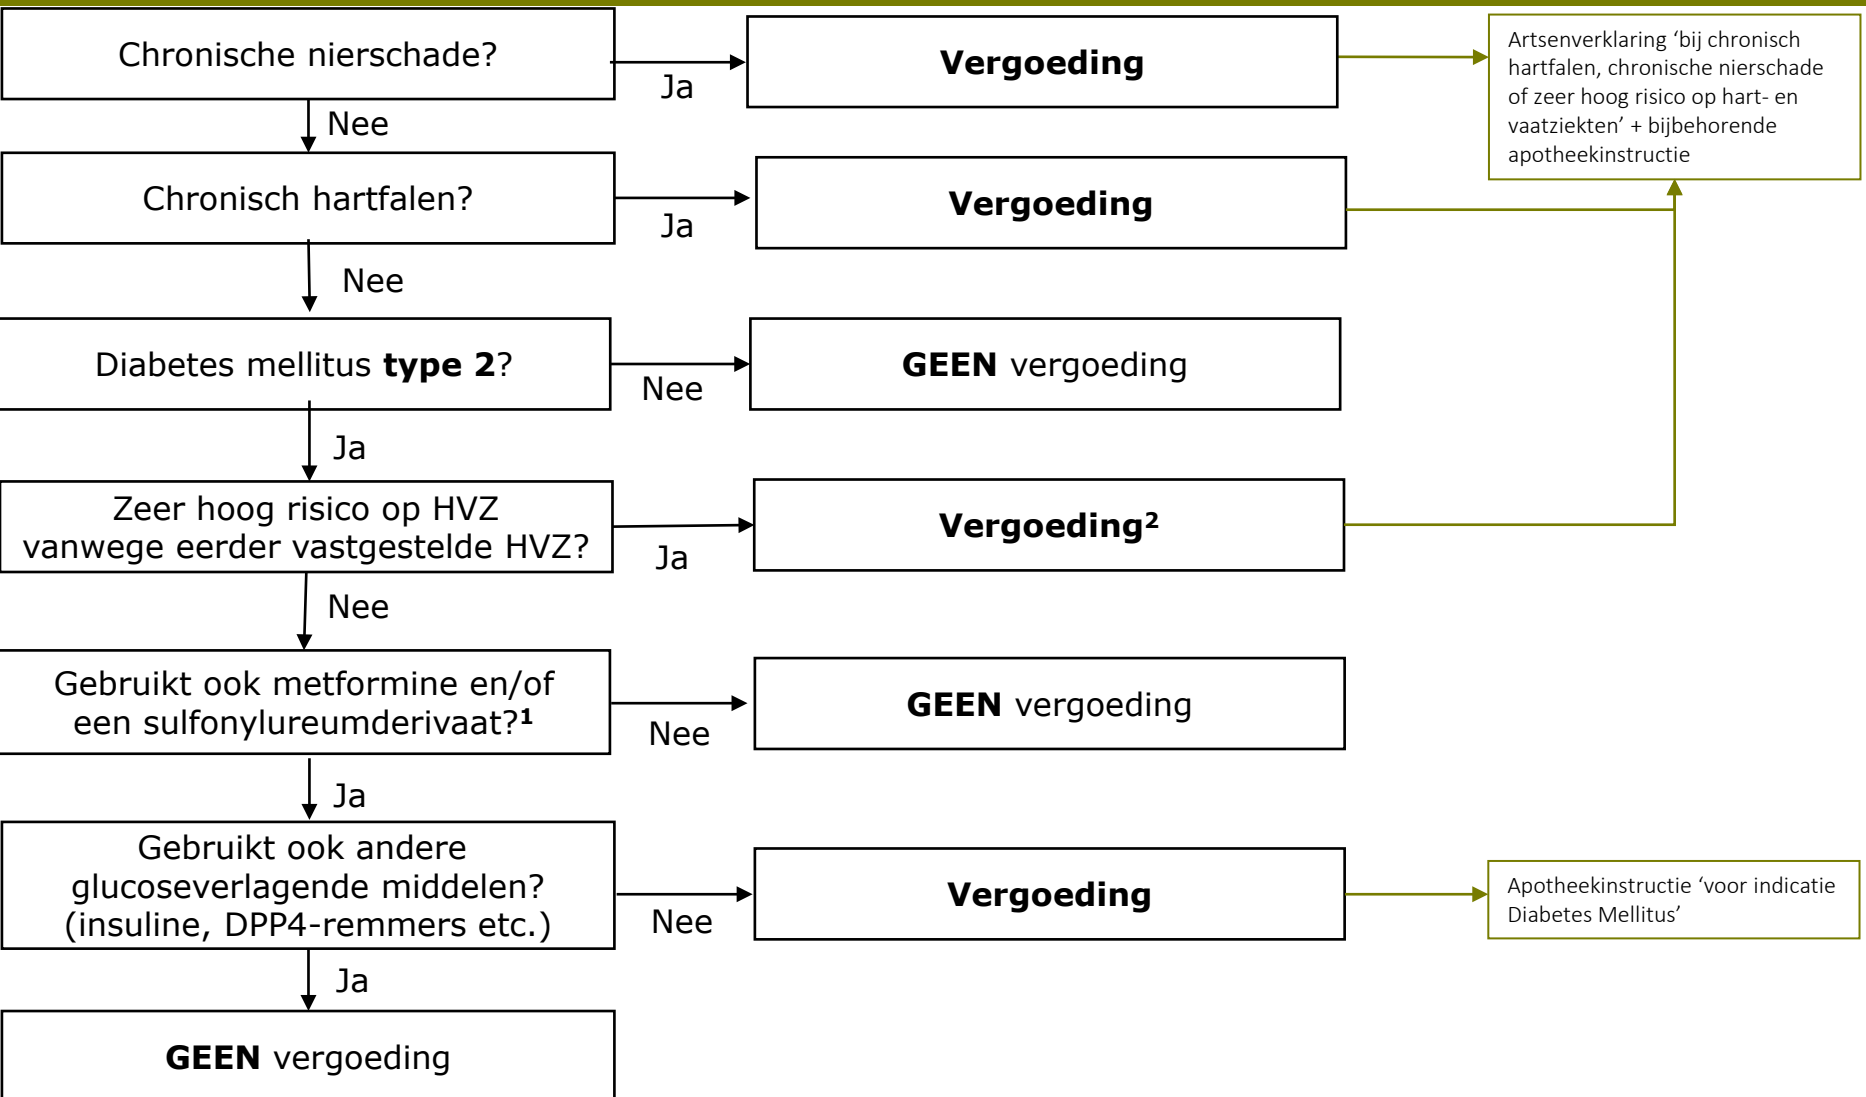 Chronische nierschade?
Ja
Vergoeding
Artsenverklaring ‘bij chronisch
hartfalen, chronische nierschade
of zeer hoog risico op hart- en
vaatziekten’ + bijbehorende
apotheekinstructie
Nee
Chronisch hartfalen?
Ja
Vergoeding
Nee
Diabetes mellitus type 2?
Nee
GEEN vergoeding
Ja
Zeer hoog risico op HVZ
vanwege eerder vastgestelde HVZ?
Ja
Vergoeding²
Nee
Gebruikt ook metformine en/of
een sulfonylureumderivaat?¹
Nee
GEEN vergoeding
Ja
Gebruikt ook andere
glucoseverlagende middelen?
(insuline, DPP4-remmers etc.)
Nee
Vergoeding
Apotheekinstructie ‘voor indicatie
Diabetes Mellitus’
Ja
GEEN vergoeding